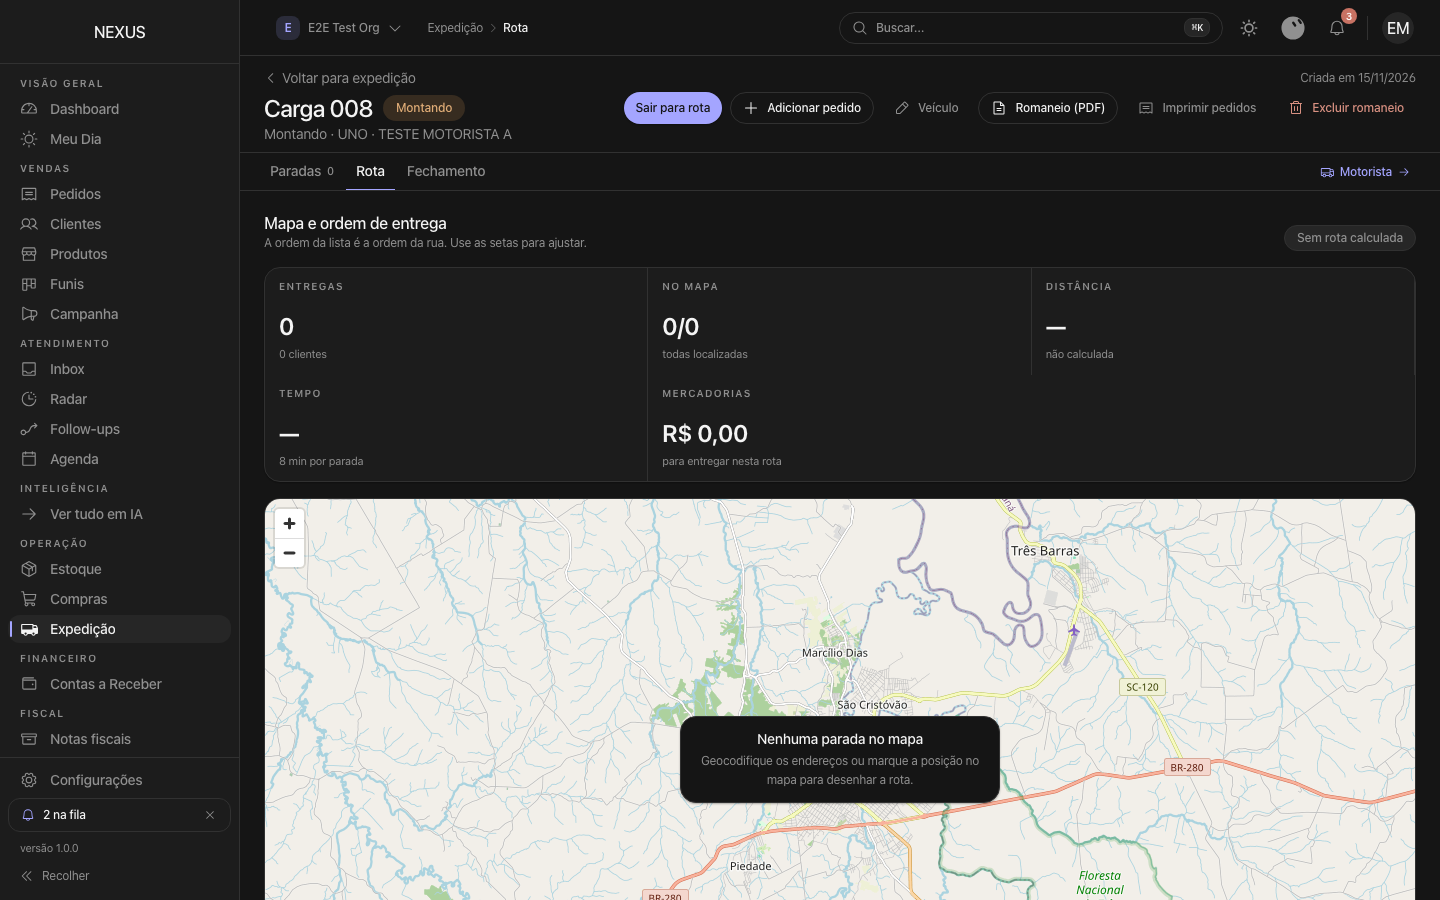 NEXUS
E
E2E Test Org
Expedição
Rota
Buscar...
⌘K
3
EM
VISÃO GERAL
Dashboard
Meu Dia
VENDAS
Pedidos
Clientes
Produtos
Funis
Campanha
ATENDIMENTO
Inbox
Radar
Follow-ups
Agenda
INTELIGÊNCIA
Ver tudo em IA
OPERAÇÃO
Estoque
Compras
Expedição
FINANCEIRO
Contas a Receber
FISCAL
Notas fiscais
Configurações
2 na fila
versão 1.0.0
Recolher
Voltar para expedição
Criada em 15/11/2026
Carga 008
Montando
Sair para rota
Adicionar pedido
Veículo
Romaneio (PDF)
Imprimir pedidos
Excluir romaneio
Montando · UNO · TESTE MOTORISTA A
Paradas 0
Rota
Fechamento
Motorista
Mapa e ordem de entrega
A ordem da lista é a ordem da rua. Use as setas para ajustar.
Sem rota calculada
ENTREGAS
0
0 clientes
NO MAPA
0/0
todas localizadas
DISTÂNCIA
—
não calculada
TEMPO
—
8 min por parada
MERCADORIAS
R$ 0,00
para entregar nesta rota
+
−
Três Barras
Marcílio Dias
São Cristóvão
SC-120
BR-280
Nenhuma parada no mapa
Geocodifique os endereços ou marque a posição no
mapa para desenhar a rota.
Piedade
BR-280
Floresta
Nacional